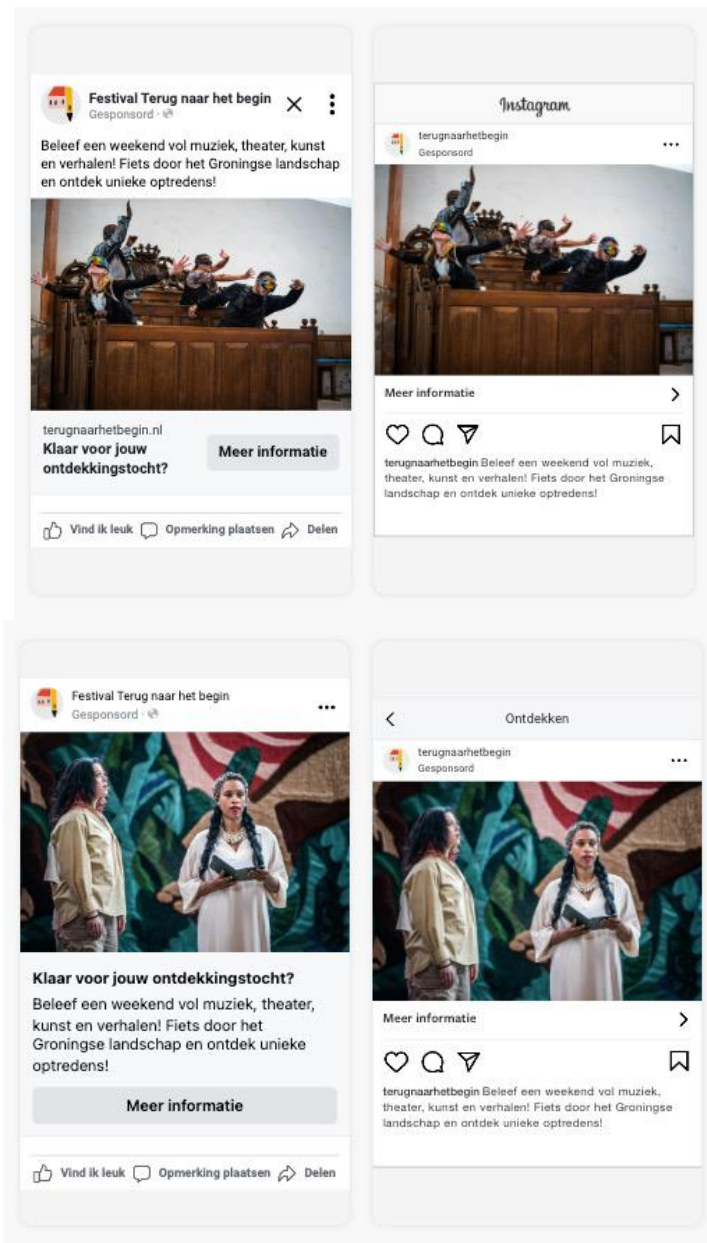 Festival Terug naar het begin
Gesponsord ·
Beleef een weekend vol muziek, theater, kunst
en verhalen! Fiets door het Groningse landschap
en ontdek unieke optredens!
terugnaarhetbegin.nl
Klaar voor jouw
ontdekkingstocht?
Meer informatie
Vind ik leuk Opmerking plaatsen Delen
Instagram
terugnaarhetbegin
Gesponsord
Meer informatie
terugnaarhetbegin Beleef een weekend vol muziek,
theater, kunst en verhalen! Fiets door het Groningse
landschap en ontdek unieke optredens!
Festival Terug naar het begin
Gesponsord ·
Klaar voor jouw ontdekkingstocht?
Beleef een weekend vol muziek, theater,
kunst en verhalen! Fiets door het
Groningse landschap en ontdek unieke
optredens!
Meer informatie
Vind ik leuk Opmerking plaatsen Delen
Ontdekken
terugnaarhetbegin
Gesponsord
Meer informatie
terugnaarhetbegin Beleef een weekend vol muziek,
theater, kunst en verhalen! Fiets door het Groningse
landschap en ontdek unieke optredens!